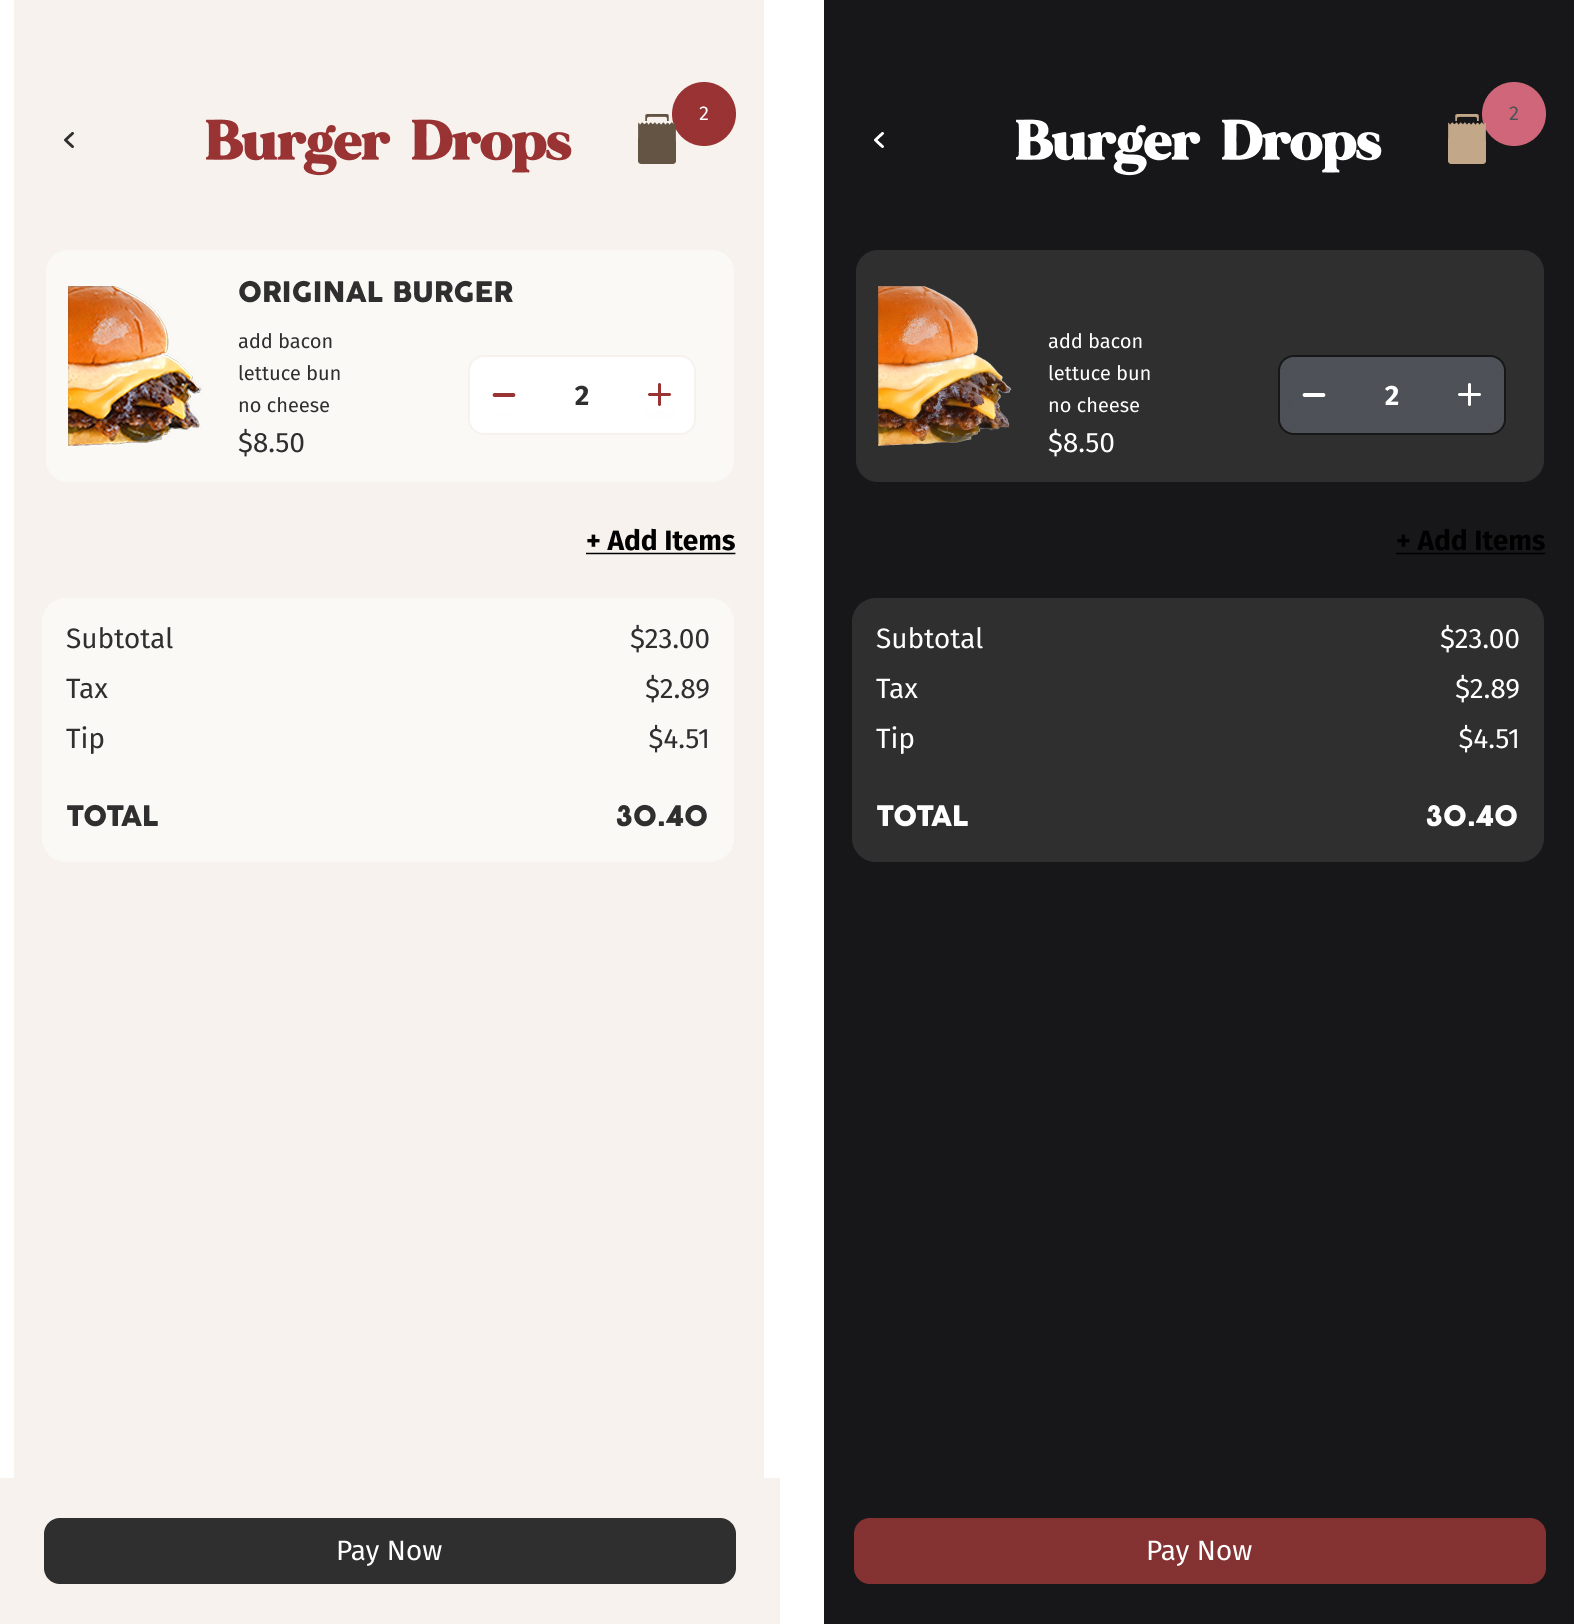 Burger Drops
2
ORIGINAL BURGER
add bacon
lettuce bun
no cheese
$8.50
2
+ Add Items
Subtotal $23.00
Tax $2.89
Tip $4.51
TOTAL 30.40
Pay Now
Burger Drops
2
add bacon
lettuce bun
no cheese
$8.50
2
+ Add Items
Subtotal $23.00
Tax $2.89
Tip $4.51
TOTAL 30.40
Pay Now